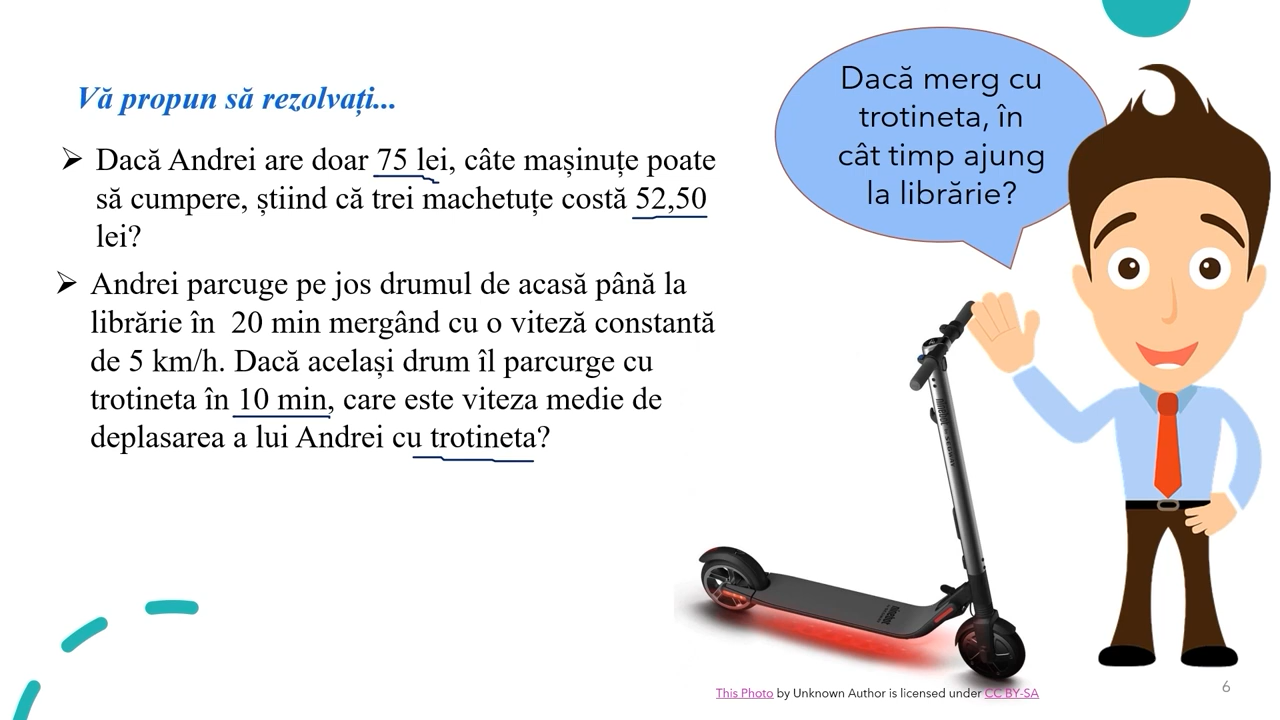 Vă propun să rezolvați...
Dacă Andrei are doar 75 lei, câte mașinuțe poate
să cumpere, știind că trei machetuțe costă 52,50
lei?
Andrei parcuge pe jos drumul de acasă până la
librărie în 20 min mergând cu o viteză constantă
de 5 km/h. Dacă același drum îl parcurge cu
trotineta în 10 min, care este viteza medie de
deplasarea a lui Andrei cu trotineta?
Dacă merg cu
trotineta, în
cât timp ajung
la librărie?
This Photo by Unknown Author is licensed under CC BY-SA
6